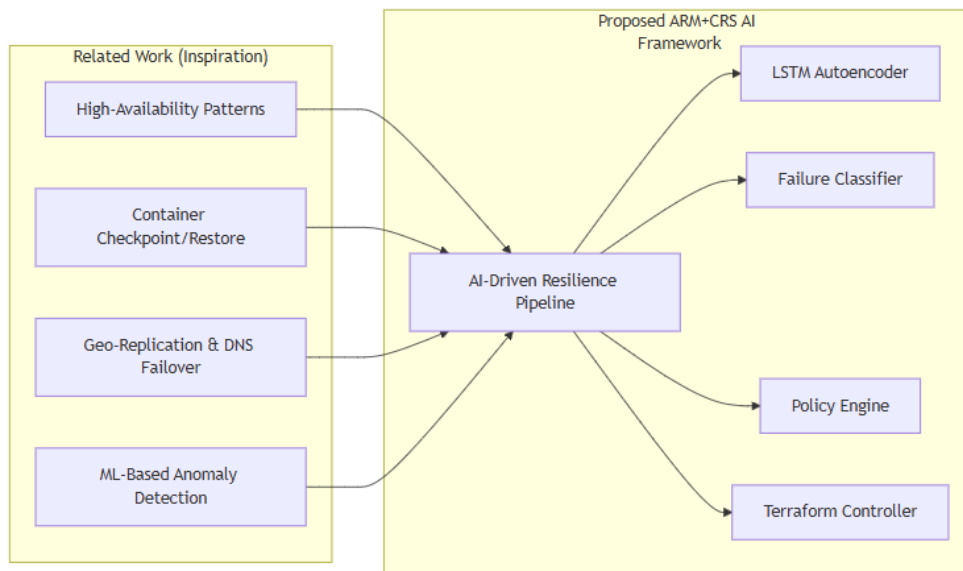 Related Work (Inspiration)
High-Availability Patterns
Container
Checkpoint/Restore
Geo-Replication & DNS
Failover
ML-Based Anomaly
Detection
Proposed ARM+CRS AI
Framework
AI-Driven Resilience
Pipeline
LSTM Autoencoder
Failure Classifier
Policy Engine
Terraform Controller